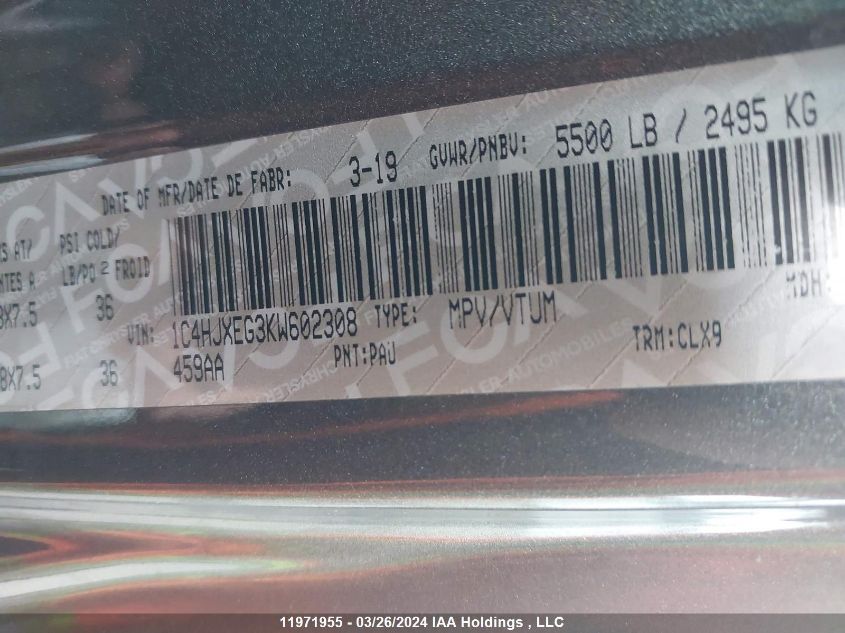 DATE OF MFR/DATE DE FABR: 3-19 GVWR/PNBV: 5500 LB / 2495 KG
AT/ PSI COLD/
A LB/PO 2 FROID
8X7.5 36
VIN: 1C4HJXEG3KW602308 TYPE: MPV/VTUM MDH:
459AA PNT:PAU TRM:CLX9
8X7.5 36
11971955 - 03/26/2024 IAA Holdings , LLC